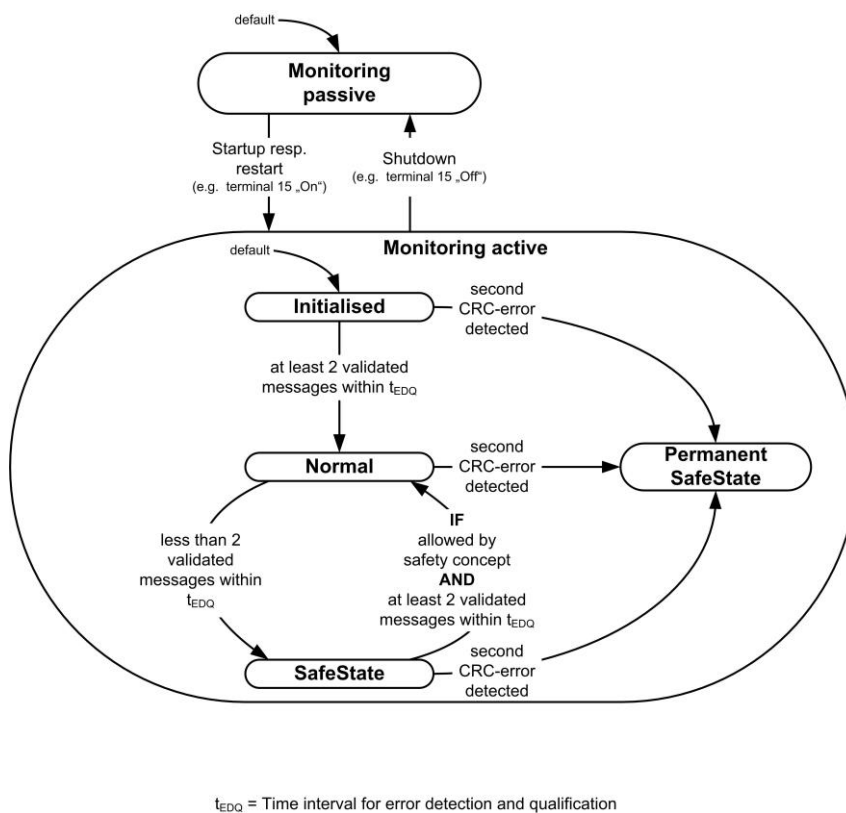 default
Monitoring
passive
Startup resp.
restart
(e.g. terminal 15 „On“)
Shutdown
(e.g. terminal 15 „Off“)
Monitoring active
default
Initialised
second
CRC-error
detected
at least 2 validated
messages within tEDQ
Normal
second
CRC-error
detected
Permanent
SafeState
less than 2
validated
messages within
tEDQ
IF
allowed by
safety concept
AND
at least 2 validated
messages within tEDQ
SafeState
second
CRC-error
detected
tEDQ = Time interval for error detection and qualification